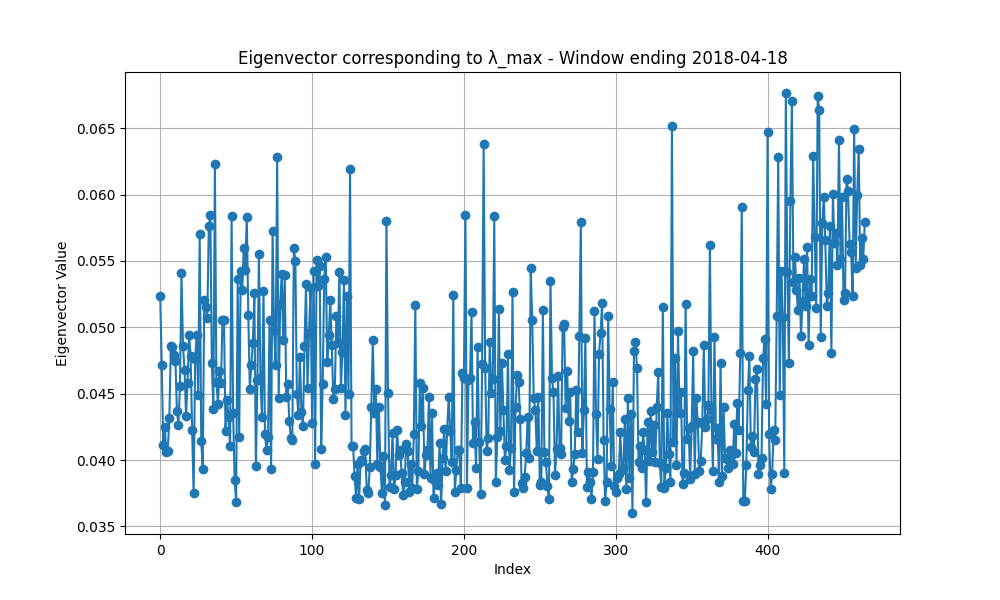 Eigenvector corresponding to λ_max - Window ending 2018-04-18
Eigenvector Value
0.065
0.060
0.055
0.050
0.045
0.040
0.035
0 100 200 300 400
Index